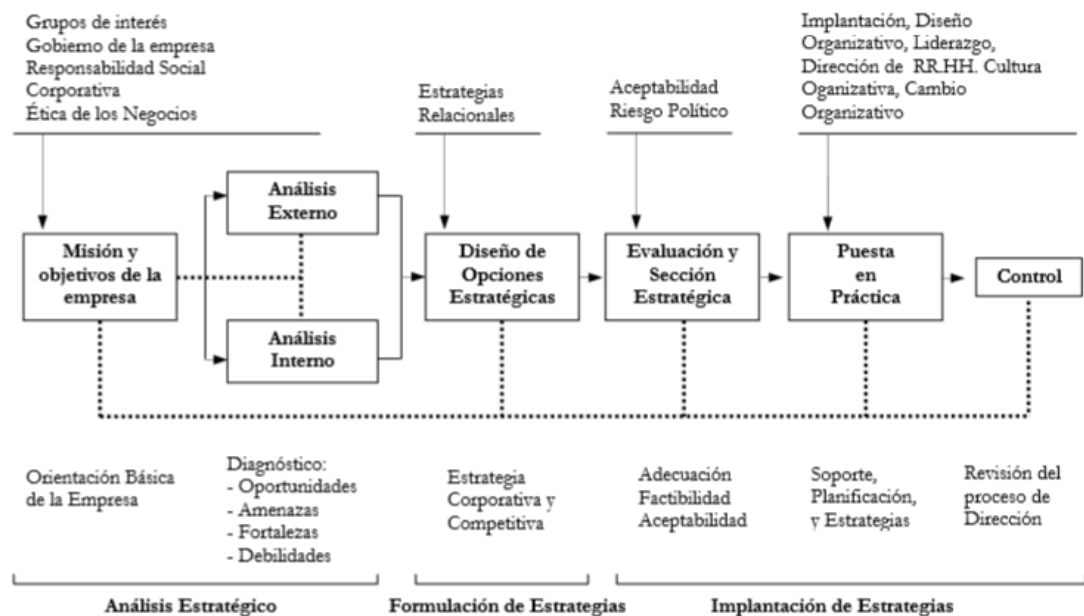 Grupos de interés
Gobierno de la empresa
Responsabilidad Social
Corporativa
Ética de los Negocios
Estrategias
Relacionales
Aceptabilidad
Riesgo Político
Implantación, Diseño
Organizativo, Liderazgo,
Dirección de RR.HH. Cultura
Oganizativa, Cambio
Organizativo
Misión y
objetivos de la
empresa
Análisis
Externo
Análisis
Interno
Diseño de
Opciones
Estratégicas
Evaluación y
Sección
Estratégica
Puesta
en
Práctica
Control
Orientación Básica
de la Empresa
Diagnóstico:
- Oportunidades
- Amenazas
- Fortalezas
- Debilidades
Estrategia
Corporativa y
Competitiva
Adecuación
Factibilidad
Aceptabilidad
Soporte,
Planificación,
y Estrategias
Revisión del
proceso de
Dirección
Análisis Estratégico
Formulación de Estrategias
Implantación de Estrategias